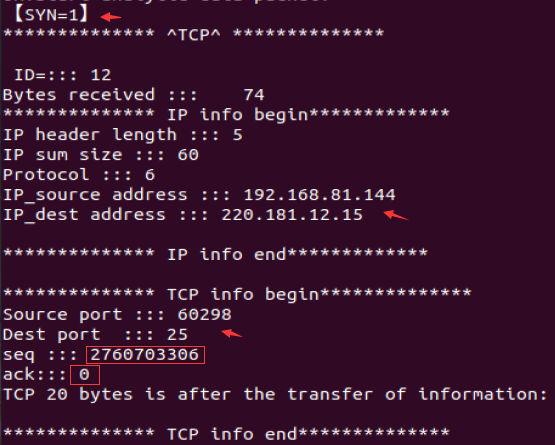 【SYN=1】
************** ^TCP^ **************
ID=::: 12
Bytes received :::    74
************** IP info begin*************
IP header length ::: 5
IP sum size ::: 60
Protocol ::: 6
IP_source address ::: 192.168.81.144
IP_dest address ::: 220.181.12.15
************** IP info end*************
************** TCP info begin**************
Source port ::: 60298
Dest port  ::: 25
seq ::: 2760703306
ack::: 0
TCP 20 bytes is after the transfer of information:
************** TCP info end*************